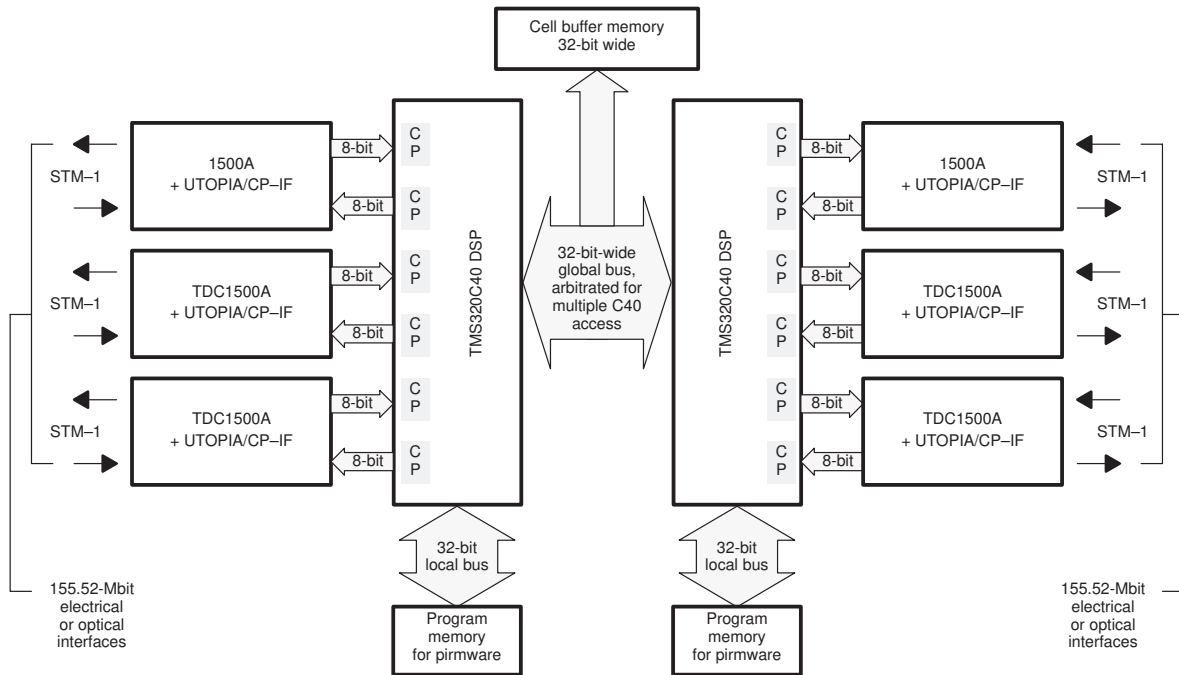 Cell buffer memory
32-bit wide
1500A
+ UTOPIA/CP–IF
STM–1
8-bit
8-bit
C
P
C
P
TDC1500A
+ UTOPIA/CP–IF
STM–1
8-bit
8-bit
C
P
C
P
TDC1500A
+ UTOPIA/CP–IF
STM–1
8-bit
8-bit
C
P
C
P
TMS320C40 DSP
32-bit-wide
global bus,
arbitrated for
multiple C40
access
TMS320C40 DSP
C
P
C
P
8-bit
8-bit
1500A
+ UTOPIA/CP–IF
STM–1
C
P
C
P
8-bit
8-bit
TDC1500A
+ UTOPIA/CP–IF
STM–1
C
P
C
P
8-bit
8-bit
TDC1500A
+ UTOPIA/CP–IF
STM–1
32-bit
local bus
32-bit
local bus
155.52-Mbit
electrical
or optical
interfaces
Program
memory
for pirmware
Program
memory
for pirmware
155.52-Mbit
electrical
or optical
interfaces